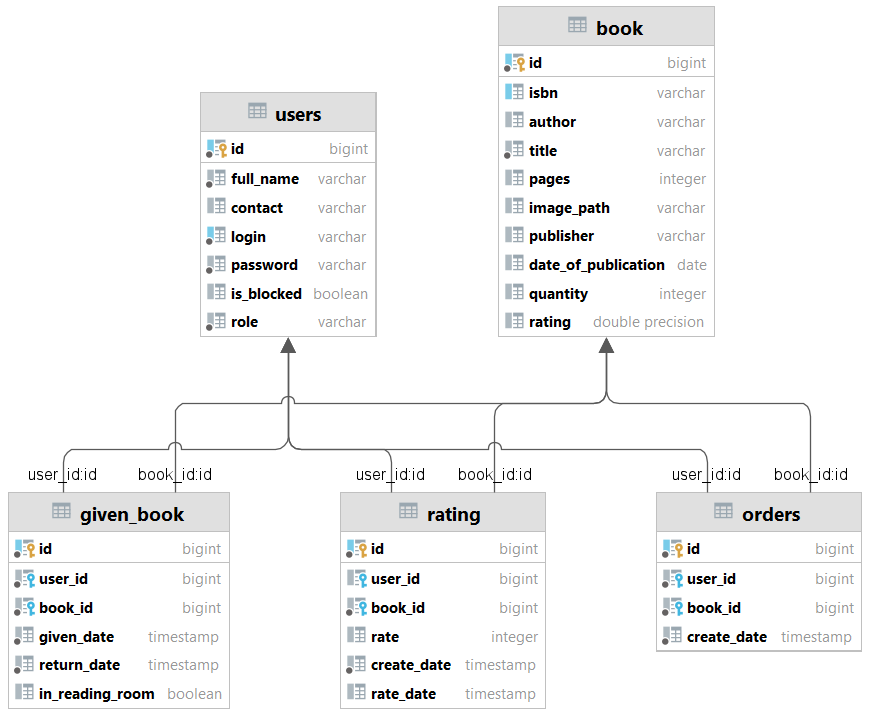 book
id bigint
isbn varchar
author varchar
title varchar
pages integer
image_path varchar
publisher varchar
date_of_publication date
quantity integer
rating double precision
users
id bigint
full_name varchar
contact varchar
login varchar
password varchar
is_blocked boolean
role varchar
user_id:id book_id:id user_id:id book_id:id user_id:id book_id:id
given_book
id bigint
user_id bigint
book_id bigint
given_date timestamp
return_date timestamp
in_reading_room boolean
rating
id bigint
user_id bigint
book_id bigint
rate integer
create_date timestamp
rate_date timestamp
orders
id bigint
user_id bigint
book_id bigint
create_date timestamp